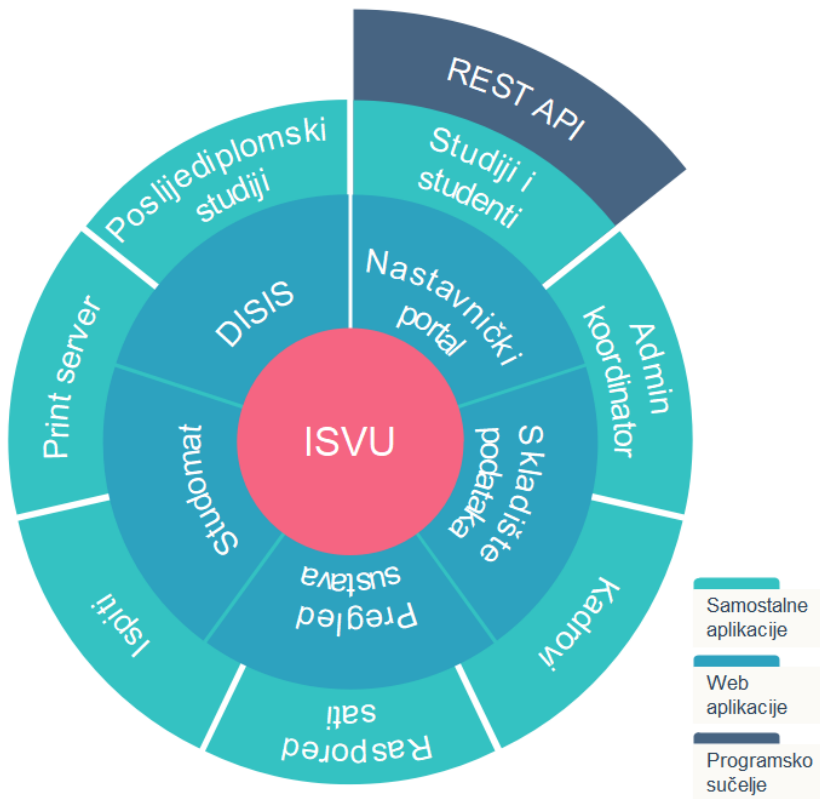 REST API
Poslijediplomski
studiji
Studiji i
studenti
Print server
DISIS
Nastavnički
portal
Admin
koordinator
ISVU
Studomat
Skladište
podataka
Pregled
sustava
Ispiti
Kadrovi
Raspored
sati
Samostalne
aplikacije
Web
aplikacije
Programsko
sučelje